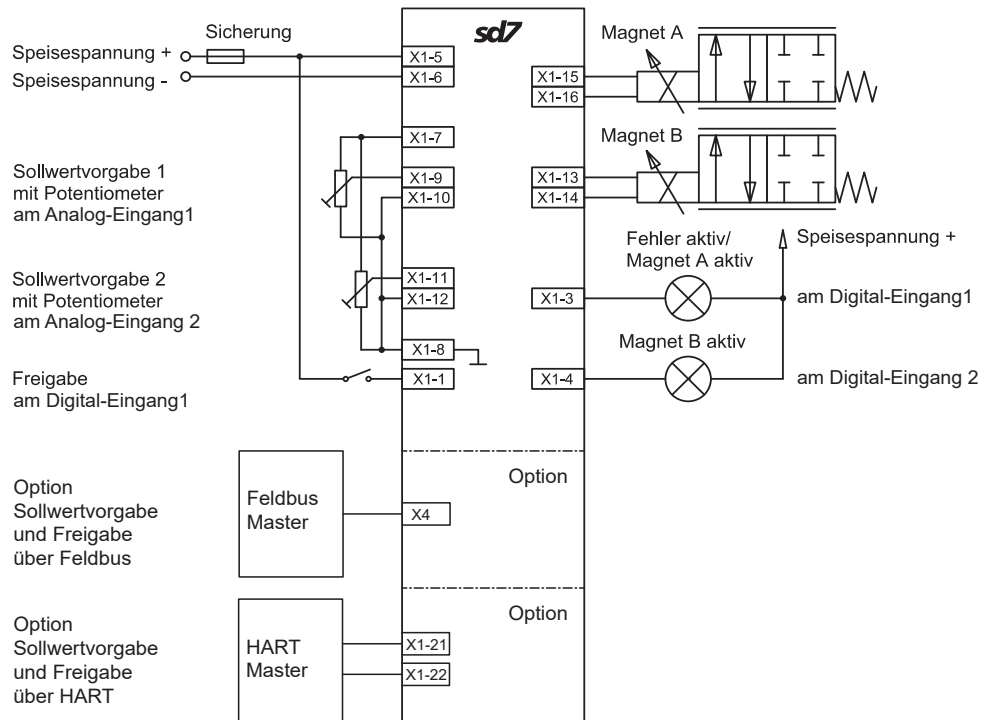 sd7
Sicherung
Speisespannung +
Speisespannung -
X1-5
X1-6
X1-7
Sollwertvorgabe 1
mit Potentiometer
am Analog-Eingang1
X1-9
X1-10
Sollwertvorgabe 2
mit Potentiometer
am Analog-Eingang 2
X1-11
X1-12
X1-8
Freigabe
am Digital-Eingang1
X1-1
Magnet A
X1-15
X1-16
Magnet B
X1-13
X1-14
Fehler aktiv/
Magnet A aktiv
Speisespannung +
X1-3
am Digital-Eingang1
Magnet B aktiv
X1-4
am Digital-Eingang 2
Option
Option
Sollwertvorgabe
und Freigabe
über Feldbus
Feldbus
Master
X4
Option
Option
Sollwertvorgabe
und Freigabe
über HART
HART
Master
X1-21
X1-22